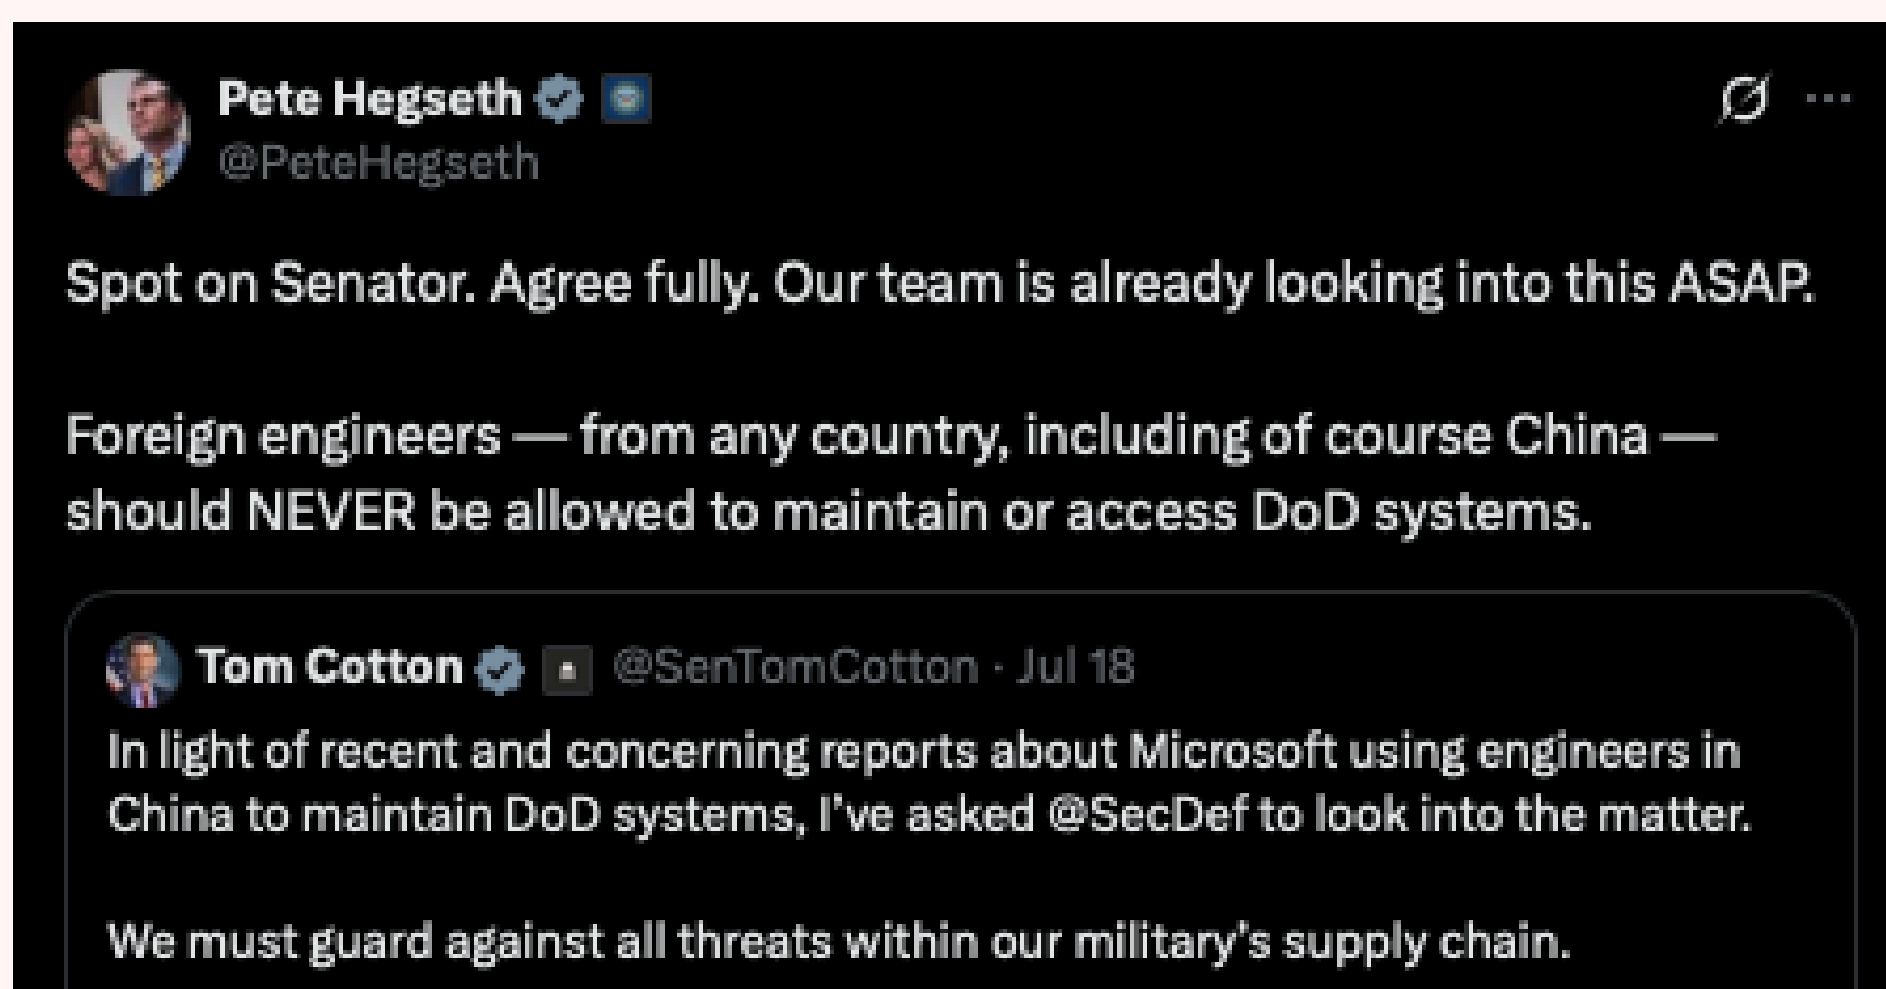 Pete Hegseth
@PeteHegseth
Spot on Senator. Agree fully. Our team is already looking into this ASAP.
Foreign engineers — from any country, including of course China —
should NEVER be allowed to maintain or access DoD systems.
Tom Cotton @SenTomCotton · Jul 18
In light of recent and concerning reports about Microsoft using engineers in
China to maintain DoD systems, I've asked @SecDef to look into the matter.
We must guard against all threats within our military's supply chain.